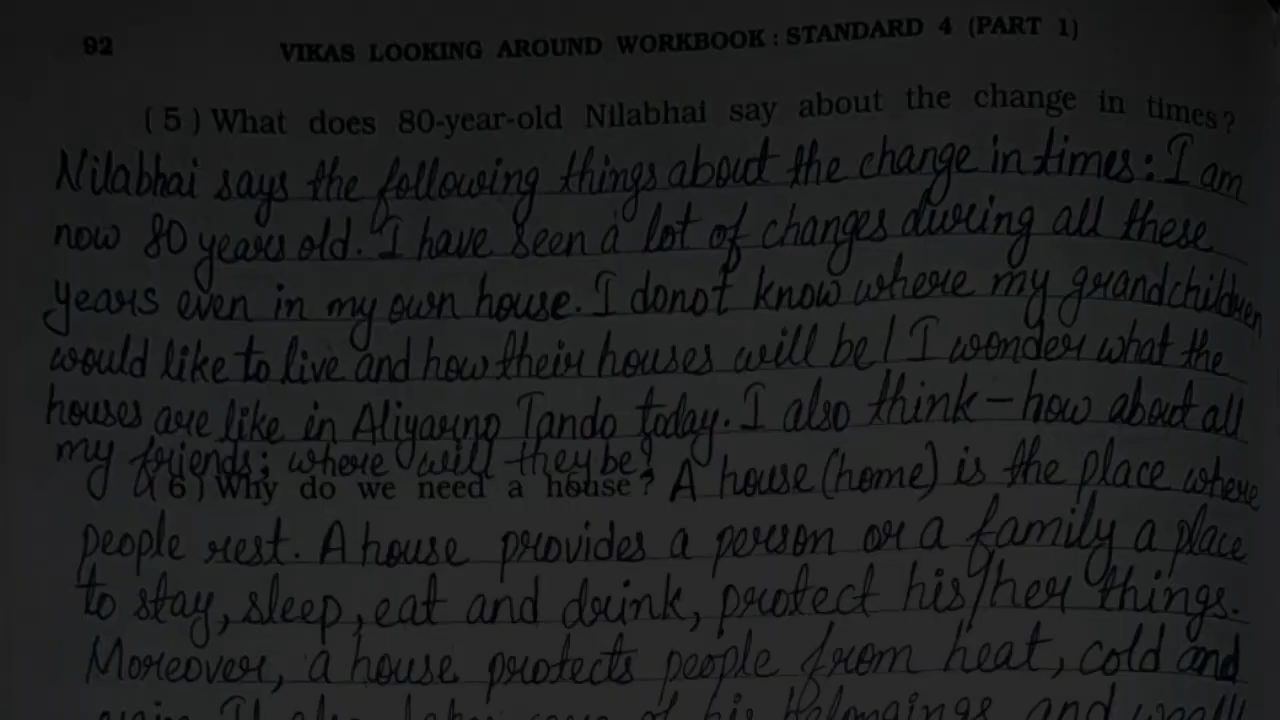 92 VIKAS LOOKING AROUND WORKBOOK : STANDARD 4 (PART 1)
( 5 ) What does 80-year-old Nilabhai say about the change in times?
Nilabhai says the following things about the change in times: I am
now 80 years old. I have seen a lot of changes during all these
years even in my own house. I donot know where my grandchildren
would like to live and how their houses will be! I wonder what the
houses are like in Aliyarno Tando today. I also think – how about all
my friends; where will they be?
( 6 ) Why do we need a house? A house (home) is the place where
people rest. A house provides a person or a family a place
to stay, sleep, eat and drink, protect his/her things.
Moreover, a house protects people from heat, cold and
of his belongings and